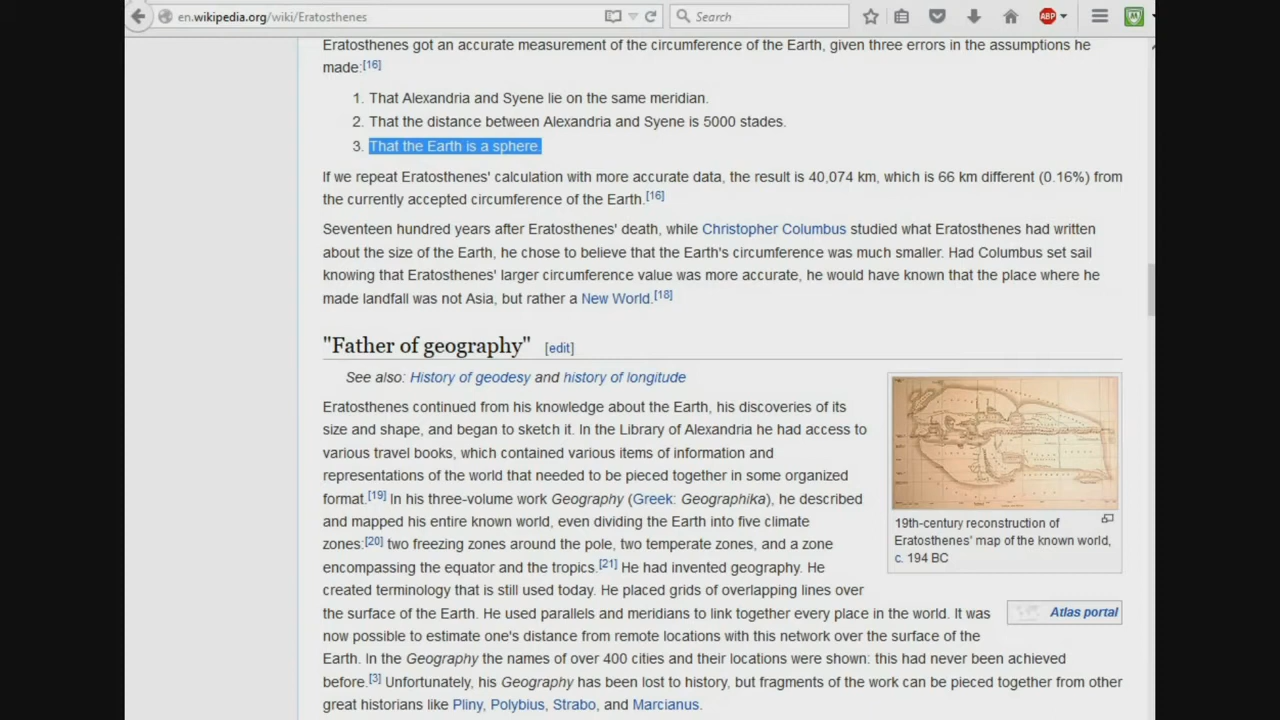 en.wikipedia.org/wiki/Eratosthenes
Search
ABP
Eratosthenes got an accurate measurement of the circumference of the Earth, given three errors in the assumptions he
made:[16]
1. That Alexandria and Syene lie on the same meridian.
2. That the distance between Alexandria and Syene is 5000 stades.
3. That the Earth is a sphere.
If we repeat Eratosthenes' calculation with more accurate data, the result is 40,074 km, which is 66 km different (0.16%) from
the currently accepted circumference of the Earth.[16]
Seventeen hundred years after Eratosthenes' death, while Christopher Columbus studied what Eratosthenes had written
about the size of the Earth, he chose to believe that the Earth's circumference was much smaller. Had Columbus set sail
knowing that Eratosthenes' larger circumference value was more accurate, he would have known that the place where he
made landfall was not Asia, but rather a New World.[18]
"Father of geography" [edit]
See also: History of geodesy and history of longitude
Eratosthenes continued from his knowledge about the Earth, his discoveries of its
size and shape, and began to sketch it. In the Library of Alexandria he had access to
various travel books, which contained various items of information and
representations of the world that needed to be pieced together in some organized
format.[19] In his three-volume work Geography (Greek: Geographika), he described
and mapped his entire known world, even dividing the Earth into five climate
zones:[20] two freezing zones around the pole, two temperate zones, and a zone
encompassing the equator and the tropics.[21] He had invented geography. He
created terminology that is still used today. He placed grids of overlapping lines over
the surface of the Earth. He used parallels and meridians to link together every place in the world. It was
now possible to estimate one's distance from remote locations with this network over the surface of the
Earth. In the Geography the names of over 400 cities and their locations were shown: this had never been achieved
before.[3] Unfortunately, his Geography has been lost to history, but fragments of the work can be pieced together from other
great historians like Pliny, Polybius, Strabo, and Marcianus.
19th-century reconstruction of
Eratosthenes' map of the known world,
c. 194 BC
Atlas portal